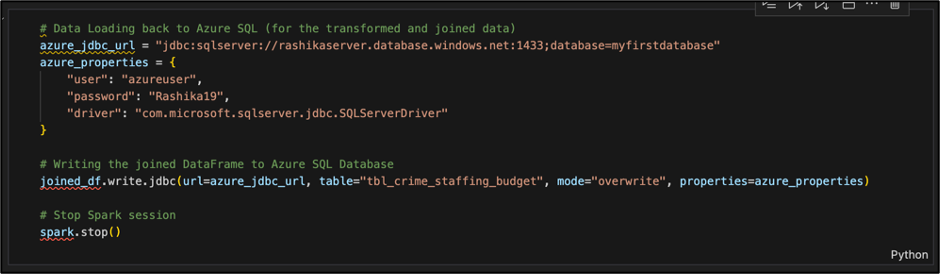 # Data Loading back to Azure SQL (for the transformed and joined data)
azure_jdbc_url = "jdbc:sqlserver://rashikaserver.database.windows.net:1433;database=myfirstdatabase"
azure_properties = {
    "user": "azureuser",
    "password": "Rashika19",
    "driver": "com.microsoft.sqlserver.jdbc.SQLServerDriver"
}
# Writing the joined DataFrame to Azure SQL Database
joined_df.write.jdbc(url=azure_jdbc_url, table="tbl_crime_staffing_budget", mode="overwrite", properties=azure_properties)
# Stop Spark session
spark.stop()
Python